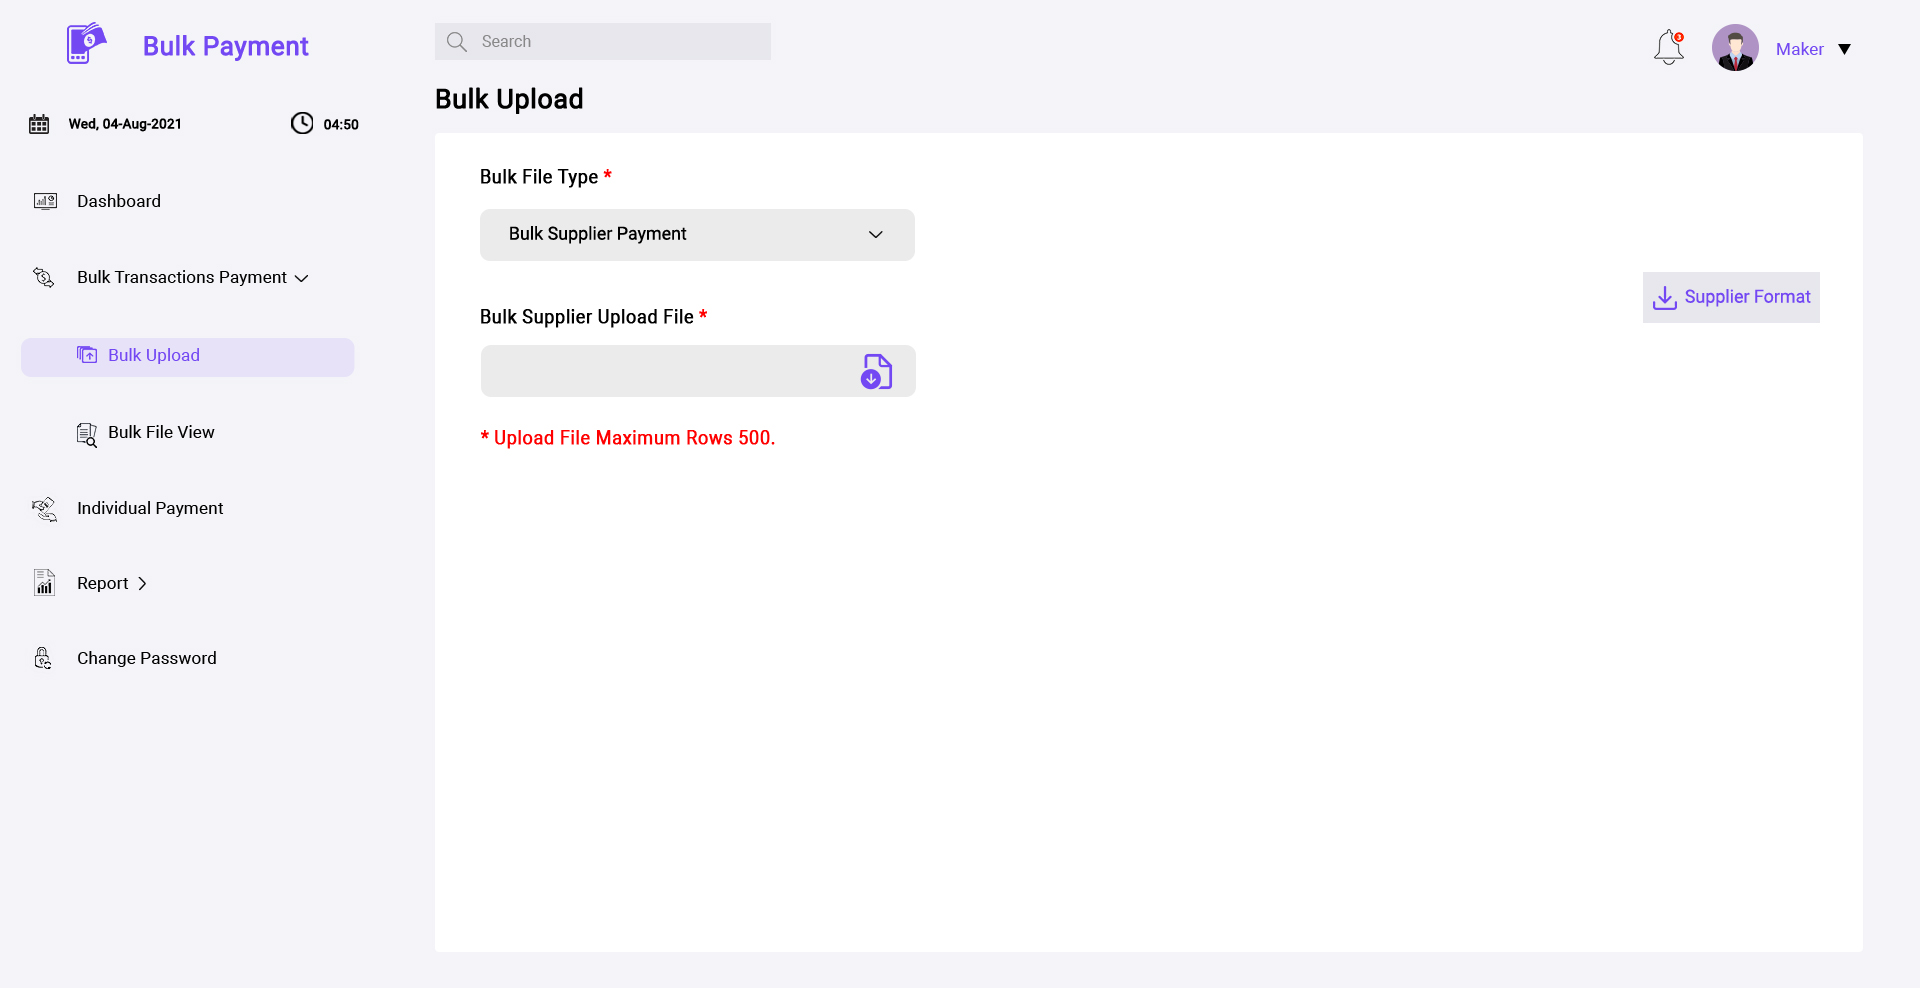 Bulk Payment
Search
3
Maker
Bulk Upload
Wed, 04-Aug-2021
04:50
Dashboard
Bulk Transactions Payment
Bulk Upload
Bulk File View
Individual Payment
Report
Change Password
Bulk File Type *
Bulk Supplier Payment
Supplier Format
Bulk Supplier Upload File *
* Upload File Maximum Rows 500.